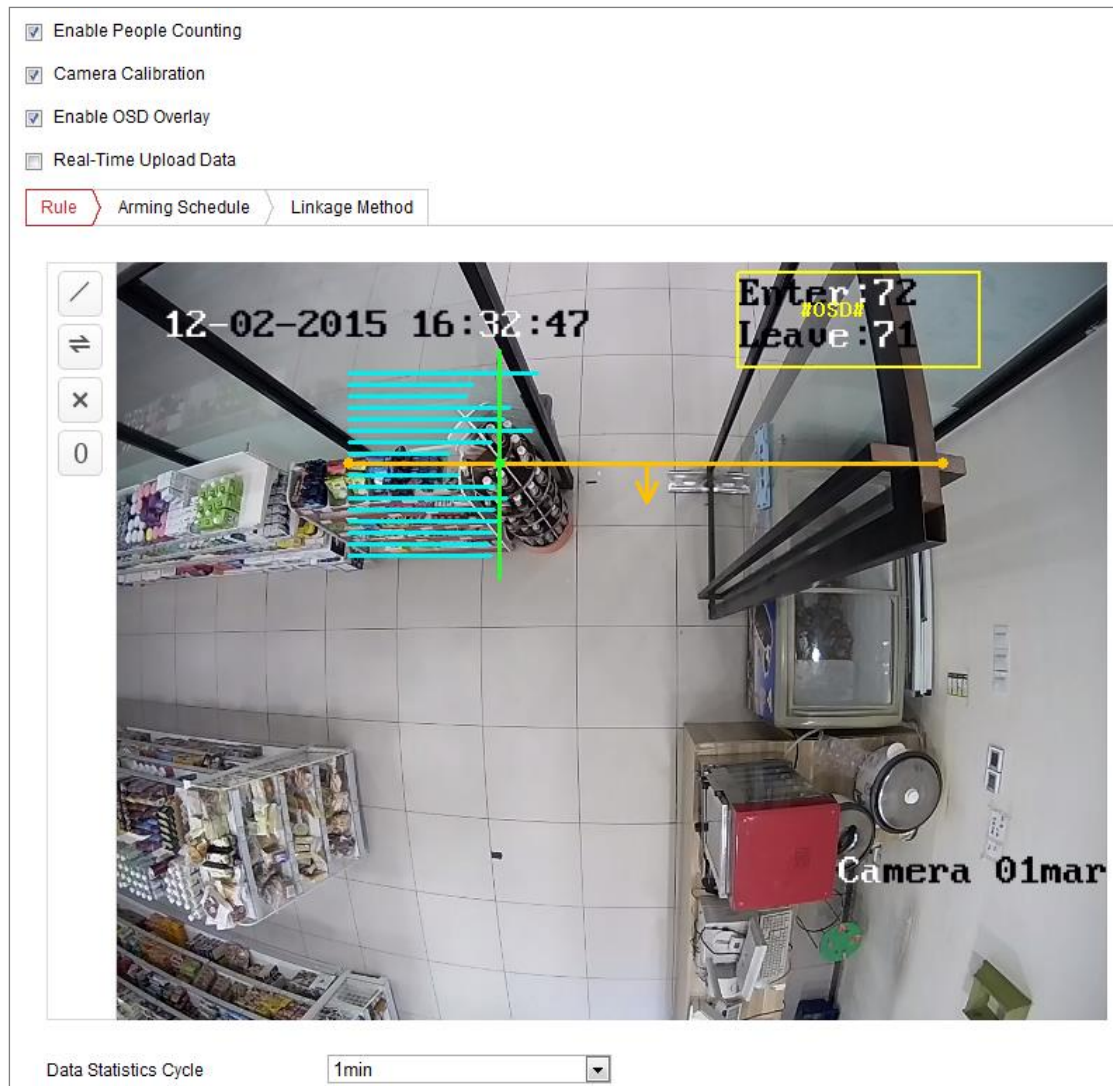 Enable People Counting
Camera Calibration
Enable OSD Overlay
Real-Time Upload Data
Rule Arming Schedule Linkage Method
12-02-2015 16:32:47
Enter:72
#OSD#
Leave:71
0
Camera 01mar
Data Statistics Cycle 1min